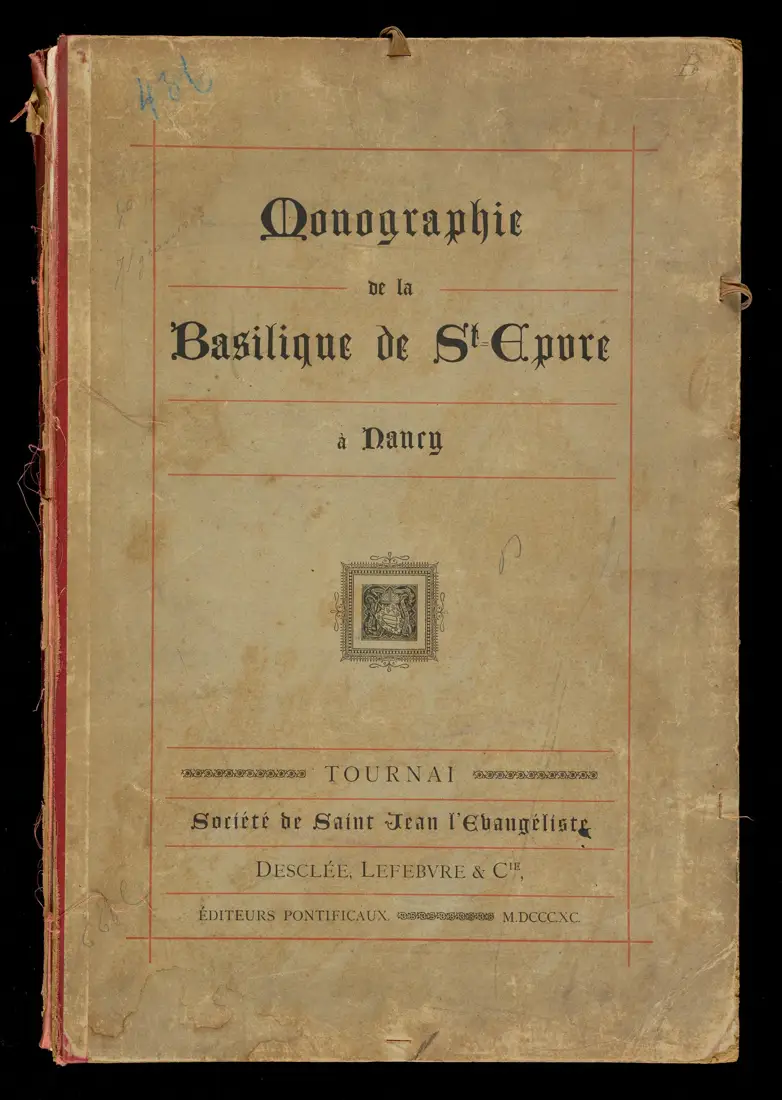 Monographie
de la
Basilique de St-Epvre
à Nancy
TOURNAI
Société de Saint Jean l'Evangéliste
DESCLÉE, LEFEBVRE & CIE,
ÉDITEURS PONTIFICAUX. M.DCCC.XC.